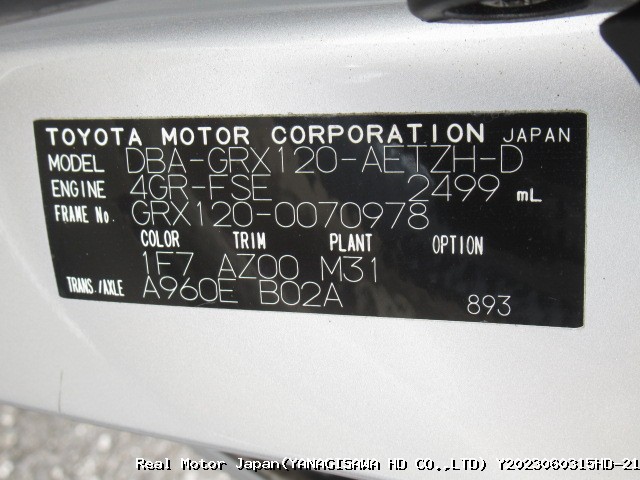 TOYOTA MOTOR CORPORATION JAPAN
MODEL DBA-GRX120-AETZH-D
ENGINE 4GR-FSE 2499 mL
FRAME No. GRX120-0070978
COLOR TRIM PLANT OPTION
1F7 AZ00 M31
TRANS./AXLE A960E B02A 893
Real Motor Japan(YANAGISAWA HD CO.,LTD) Y2023060315HD-21